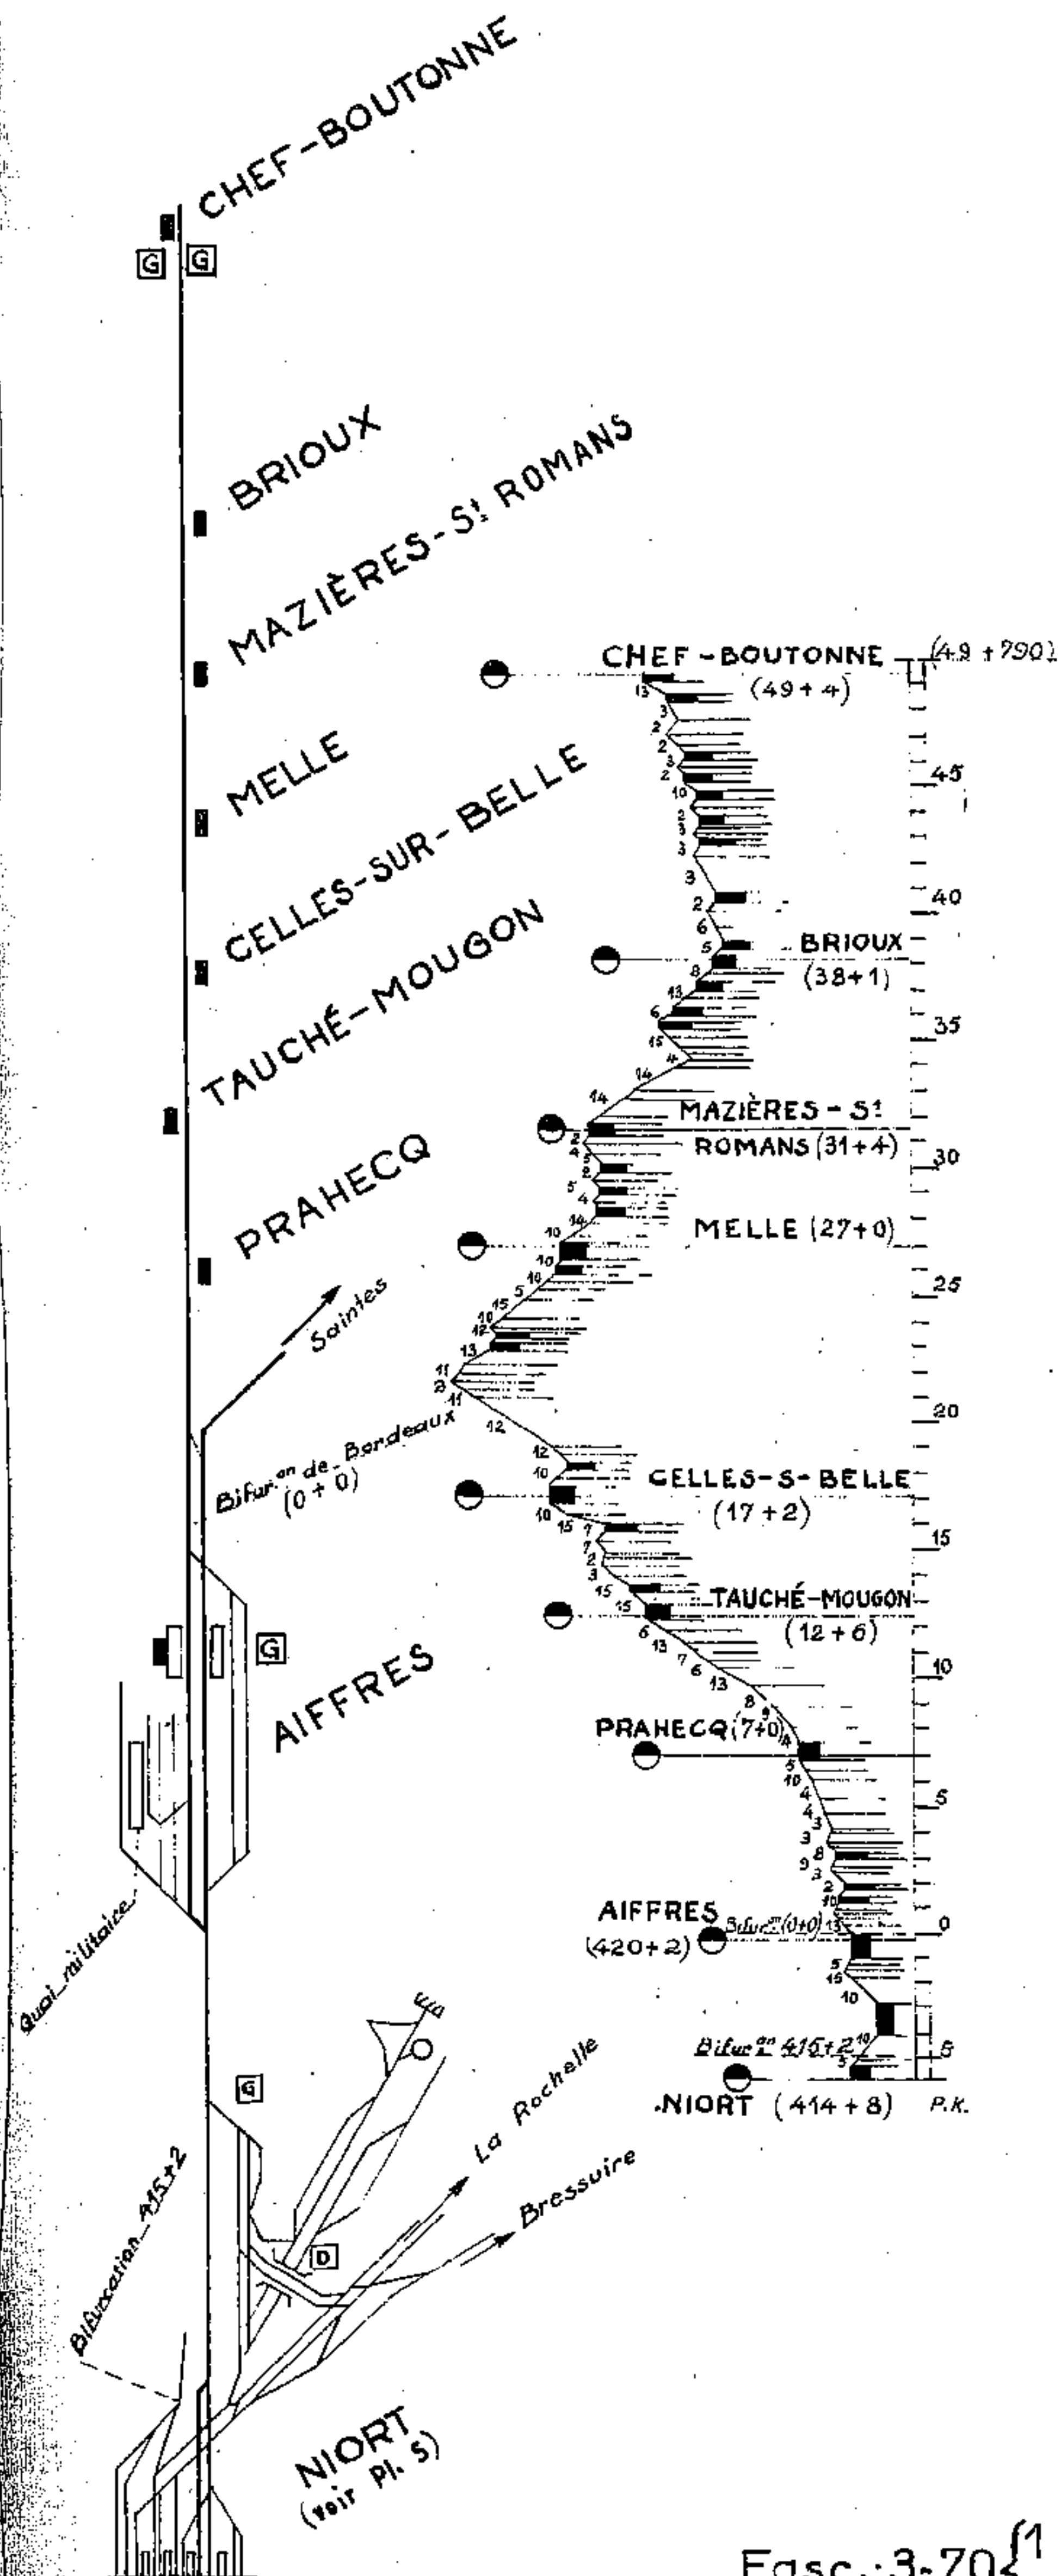 CHEF-BOUTONNE
G G
BRIOUX
MAZIÈRES-St ROMANS
MELLE
CELLES-SUR-BELLE
TAUCHÉ-MOUGON
PRAHECQ
Saintes
Bifur.on de Bordeaux
(0+0)
G
AIFFRES
Quai militaire
G
La Rochelle
Bressuire
D
Bifurcation 415+2
NIORT
(voir Pl. 5)
CHEF-BOUTONNE (49+790)
(49+4)
45
40
BRIOUX
(38+1)
35
MAZIÈRES-St
ROMANS (31+4)
30
MELLE (27+0)
25
20
CELLES-S-BELLE
(17+2)
15
TAUCHÉ-MOUGON
(12+6)
10
PRAHECQ (7+0)
5
0
AIFFRES Bifur.on (0+0)
(420+2)
Bifur.on 415+2
5
NIORT (414+8) P.K.
Fasc.: 3-70 {1